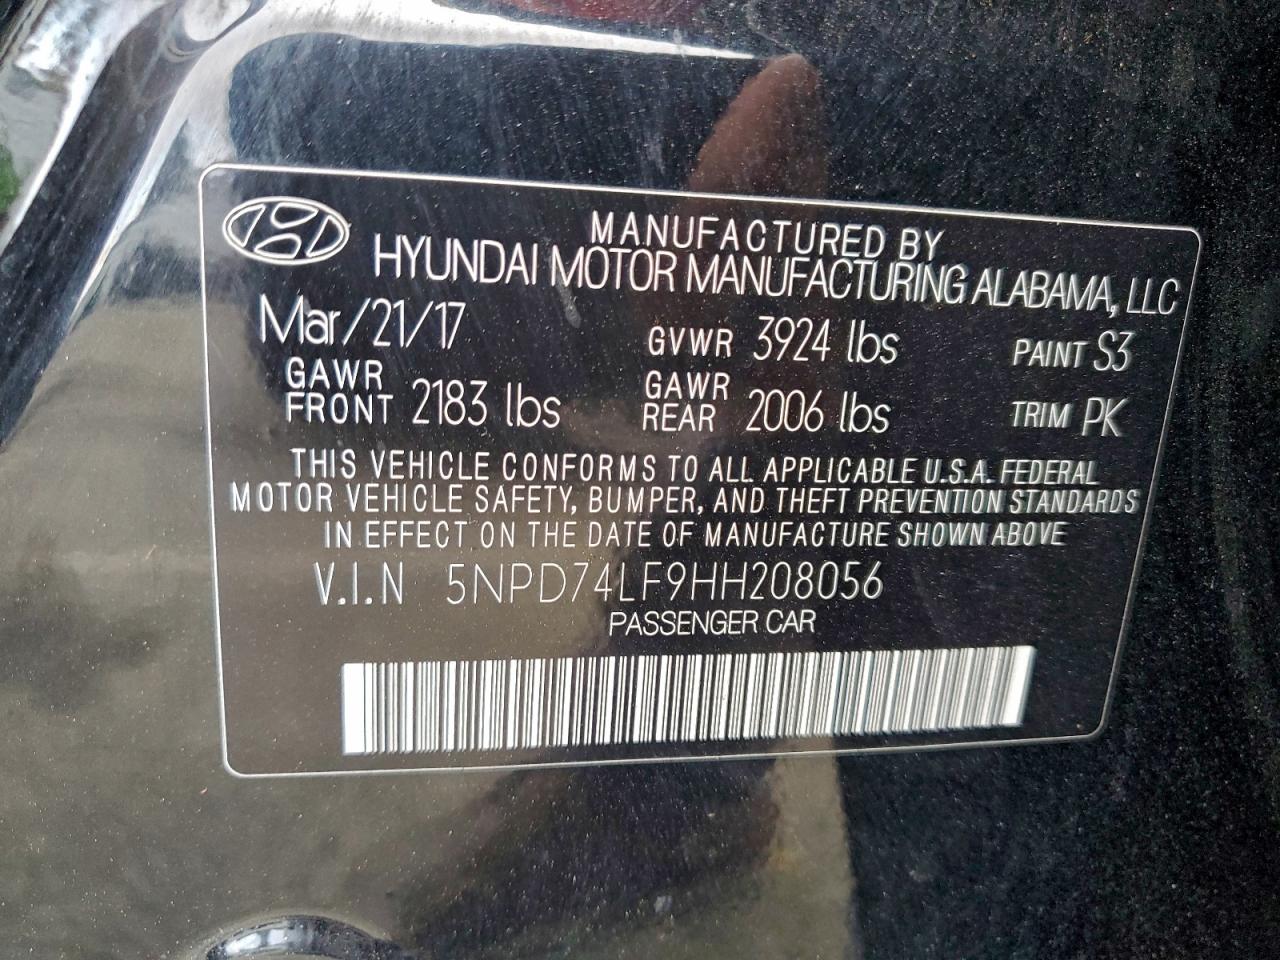 MANUFACTURED BY
HYUNDAI MOTOR MANUFACTURING ALABAMA, LLC
Mar/21/17 GVWR 3924 lbs PAINT S3
GAWR FRONT 2183 lbs GAWR REAR 2006 lbs TRIM PK
THIS VEHICLE CONFORMS TO ALL APPLICABLE U.S.A. FEDERAL
MOTOR VEHICLE SAFETY, BUMPER, AND THEFT PREVENTION STANDARDS
IN EFFECT ON THE DATE OF MANUFACTURE SHOWN ABOVE
V.I.N 5NPD74LF9HH208056
PASSENGER CAR